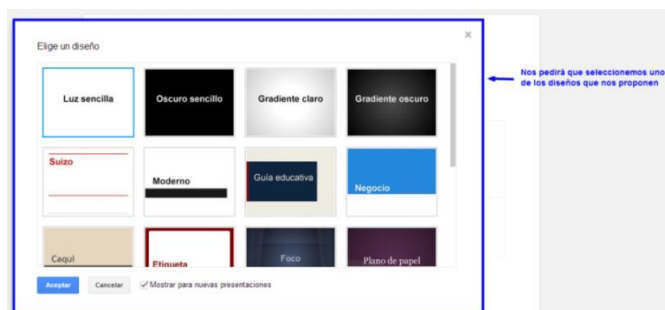 Elige un diseño
×
Nos pedirá que seleccionemos uno
de los diseños que nos proponen
Luz sencilla
Oscuro sencillo
Gradiente claro
Gradiente oscuro
Suizo
Moderno
Guía educativa
Negocio
Caqui
Etiqueta
Foco
Plano de papel
Aceptar
Cancelar
Mostrar para nuevas presentaciones